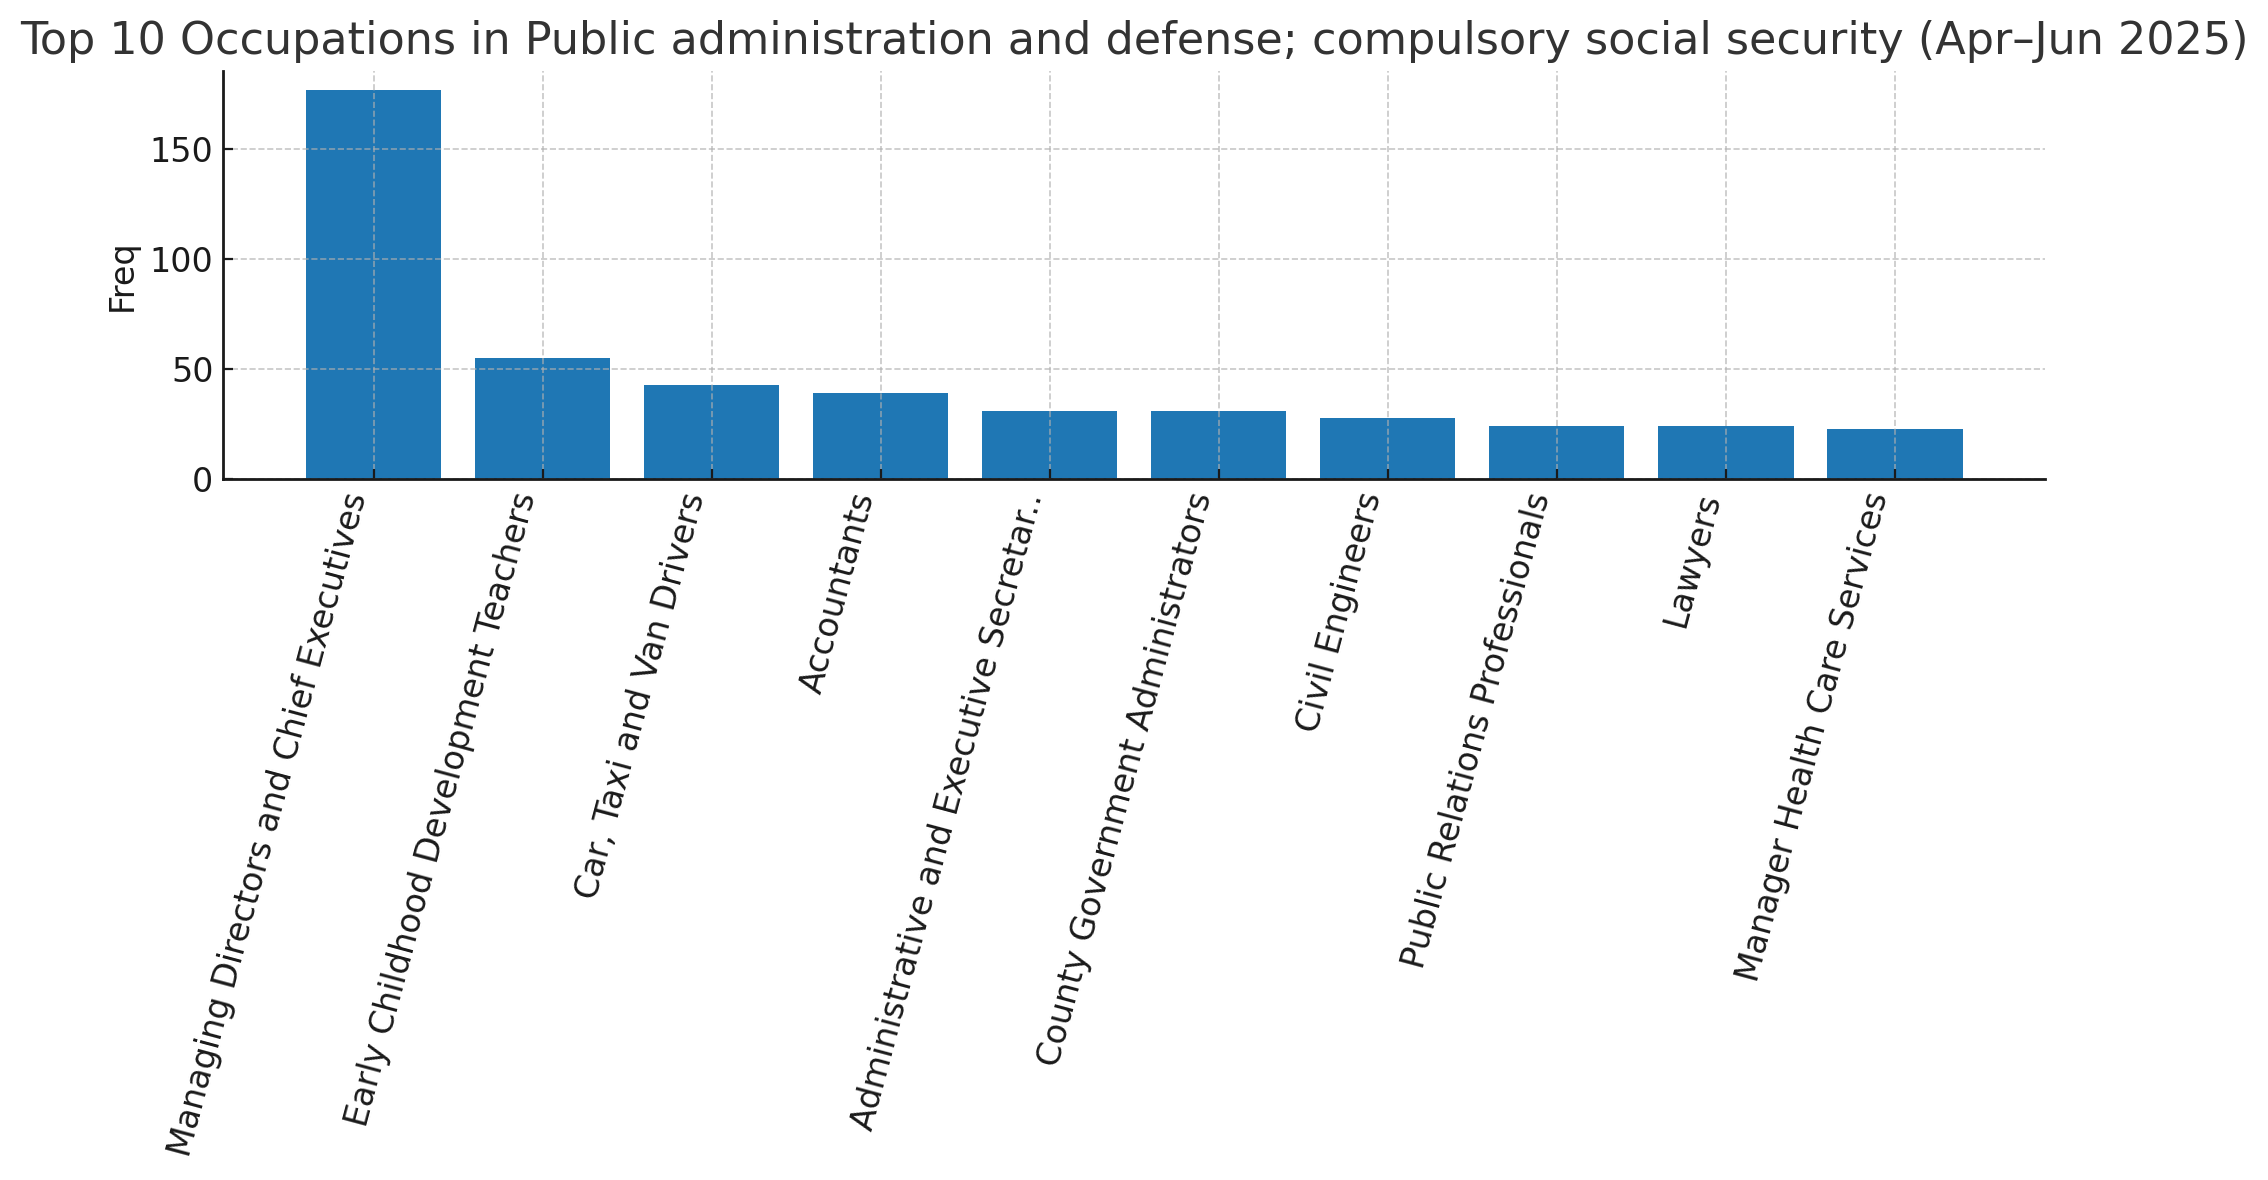 Top 10 Occupations in Public administration and defense; compulsory social security (Apr–Jun 2025)
Freq
150
100
50
0
Managing Directors and Chief Executives
Early Childhood Development Teachers
Car, Taxi and Van Drivers
Accountants
Administrative and Executive Secretar..
County Government Administrators
Civil Engineers
Public Relations Professionals
Lawyers
Manager Health Care Services